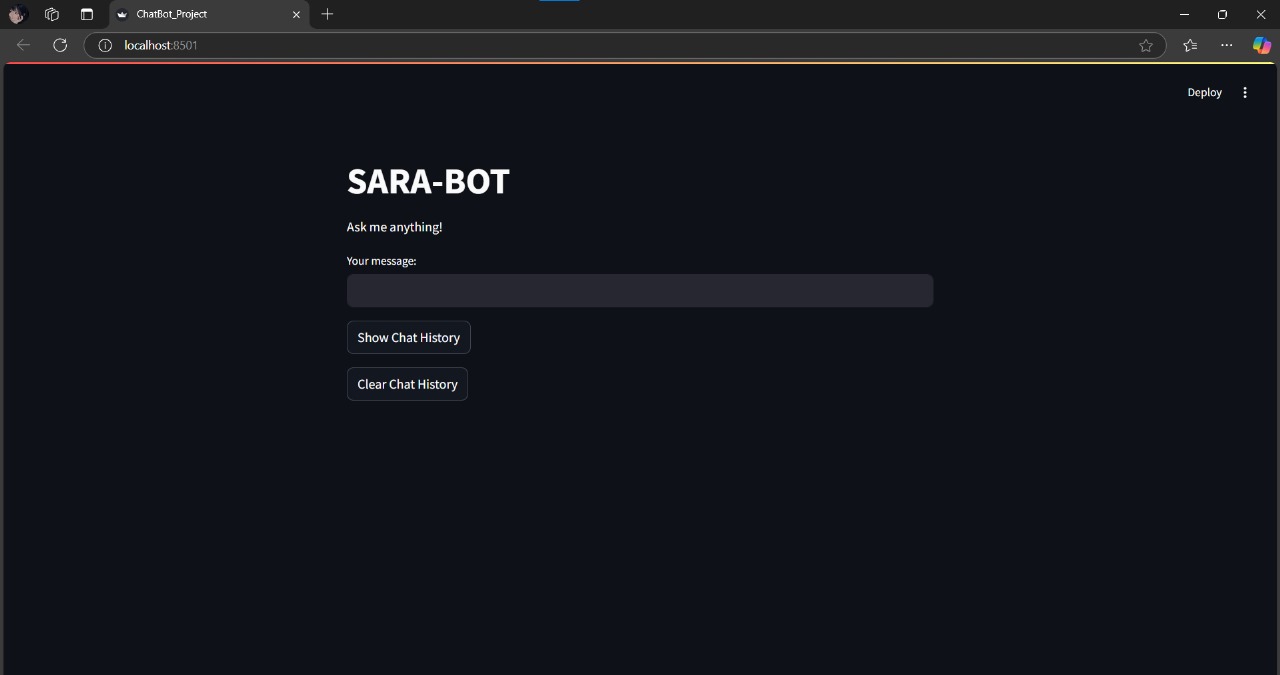 ChatBot_Project
localhost:8501
Deploy
SARA-BOT
Ask me anything!
Your message:
Show Chat History
Clear Chat History